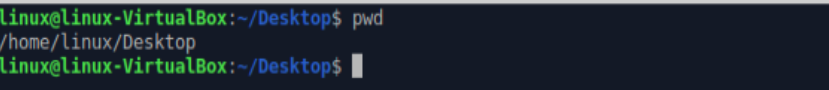 linux@linux-VirtualBox:~/Desktop$ pwd
/home/linux/Desktop
linux@linux-VirtualBox:~/Desktop$